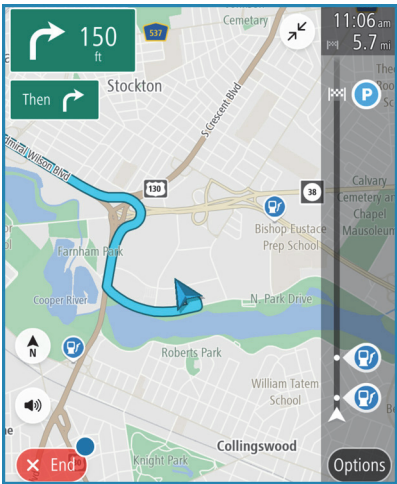 150
ft
Then
537
Cemetery
11:06 am
5.7 mi
Stockton
S.Crescent Blvd
P
Admiral Wilson Blvd
130
38
Calvary
Cemetery
Chapel
Mausoleum
Bishop Eustace
Prep School
Farnham Park
Cooper River
N. Park Drive
N
Roberts Park
William Tatem
School
Collingswood
Knight Park
End
Options